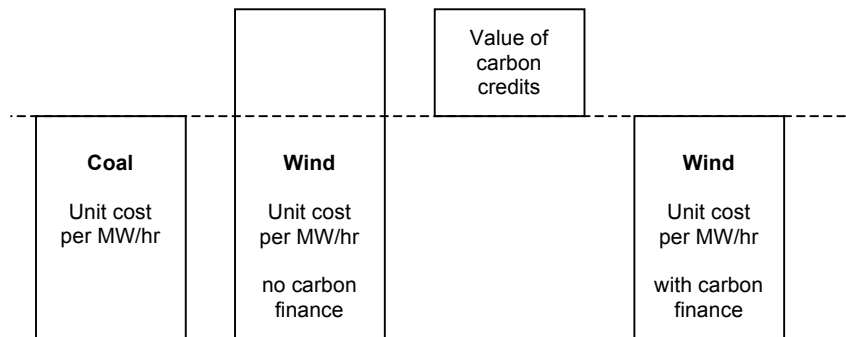 Value of
carbon
credits
Coal
Unit cost
per MW/hr
Wind
Unit cost
per MW/hr
no carbon
finance
Wind
Unit cost
per MW/hr
with carbon
finance